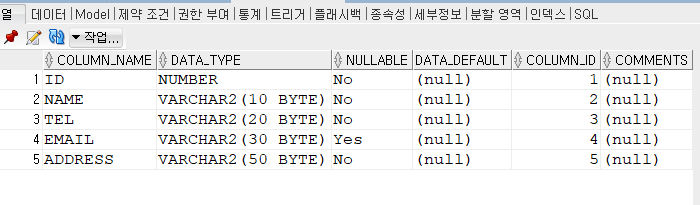 열 데이터 Model 제약 조건 권한 부여 통계 트리거 플래시백 종속성 세부정보 분할 영역 인덱스 SQL
작업...
COLUMN_NAME DATA_TYPE NULLABLE DATA_DEFAULT COLUMN_ID COMMENTS
1 ID NUMBER No (null) 1 (null)
2 NAME VARCHAR2(10 BYTE) No (null) 2 (null)
3 TEL VARCHAR2(20 BYTE) No (null) 3 (null)
4 EMAIL VARCHAR2(30 BYTE) Yes (null) 4 (null)
5 ADDRESS VARCHAR2(50 BYTE) No (null) 5 (null)